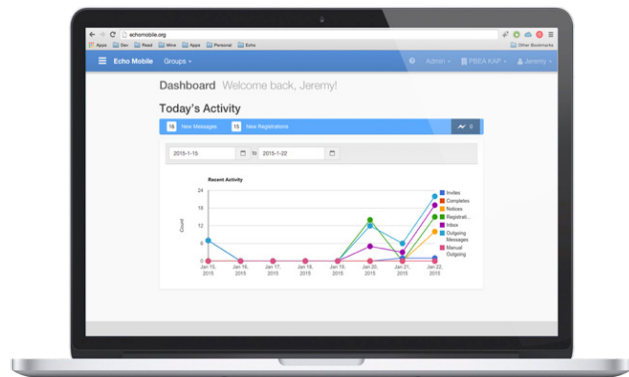 echomobile.org
Apps Dev Read Wine Apps Personal Echo Other Bookmarks
Echo Mobile Groups Admin PBEA KAP Jeremy
Dashboard Welcome back, Jeremy!
Today's Activity
New Messages 15 New Registrations 0
2015-1-15 to 2015-1-22
Recent Activity
24
18
12
6
0
Count
Jan 15, 2015
Jan 16, 2015
Jan 17, 2015
Jan 18, 2015
Jan 19, 2015
Jan 20, 2015
Jan 21, 2015
Jan 22, 2015
Invites
Completes
Notices
Registrati...
Inbox
Outgoing
Messages
Manual
Outgoing